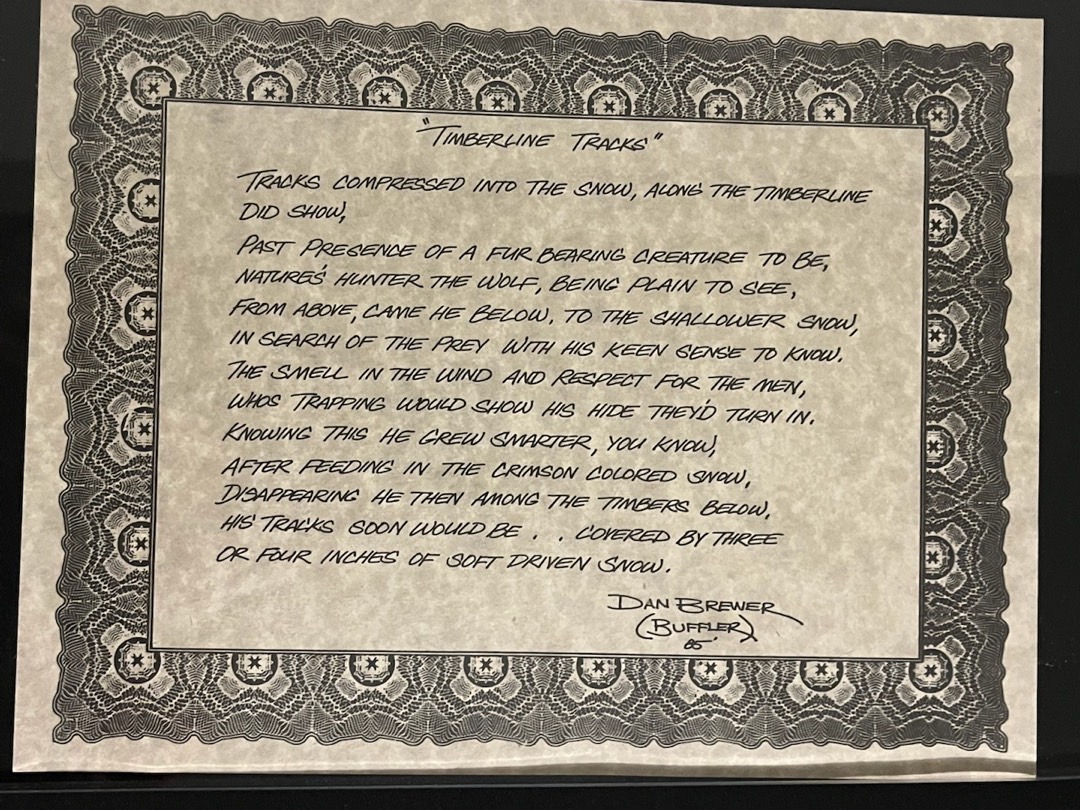 "TIMBERLINE TRACKS"
TRACKS COMPRESSED INTO THE SNOW, ALONG THE TIMBERLINE
DID SHOW,
PAST PRESENCE OF A FUR BEARING CREATURE TO BE,
NATURE'S HUNTER THE WOLF, BEING PLAIN TO SEE,
FROM ABOVE, CAME HE BELOW. TO THE SHALLOWER SNOW,
IN SEARCH OF THE PREY WITH HIS KEEN SENSE TO KNOW.
THE SMELL IN THE WIND AND RESPECT FOR THE MEN,
WHOS TRAPPING WOULD SHOW HIS HIDE THEY'D TURN IN.
KNOWING THIS HE GREW SMARTER, YOU KNOW,
AFTER FEEDING IN THE CRIMSON COLORED SNOW,
DISAPPEARING HE THEN AMONG THE TIMBERS BELOW,
HIS TRACKS SOON WOULD BE . . COVERED BY THREE
OR FOUR INCHES OF SOFT DRIVEN SNOW.
DAN BREWER
(BUFFLER)
85'